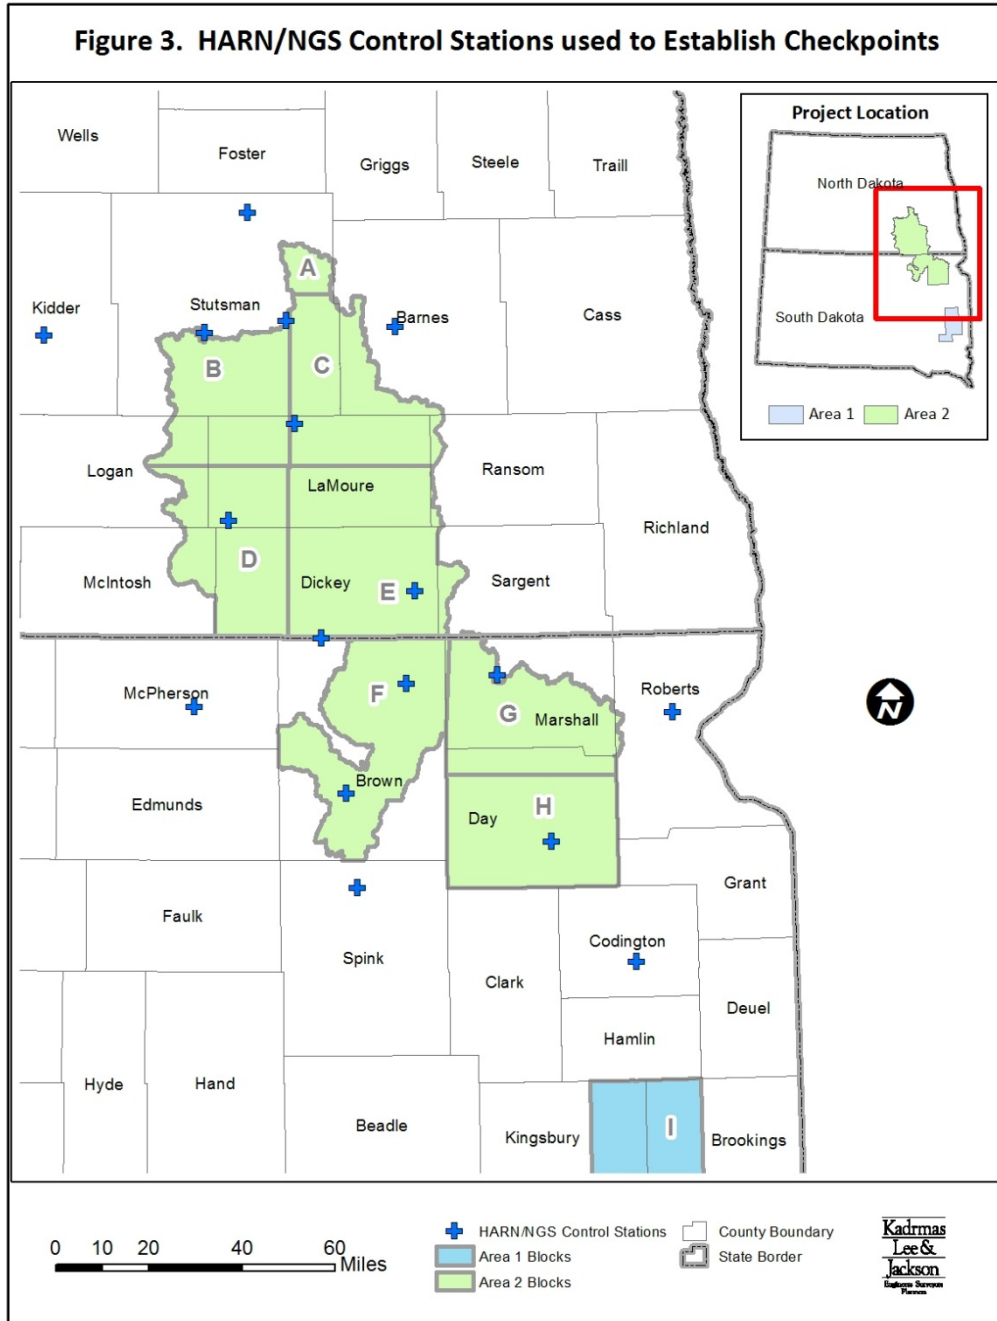 Figure 3.  HARN/NGS Control Stations used to Establish Checkpoints
Project Location
North Dakota
South Dakota
Area 1
Area 2
Wells
Foster
Griggs
Steele
Traill
A
Kidder
Stutsman
Barnes
Cass
B
C
Logan
LaMoure
Ransom
Richland
McIntosh
D
Dickey
E
Sargent
McPherson
F
G
Marshall
Roberts
N
Edmunds
Brown
Day
H
Grant
Faulk
Spink
Codington
Clark
Deuel
Hamlin
Hyde
Hand
Beadle
Kingsbury
I
Brookings
0 10 20 40 60
Miles
HARN/NGS Control Stations
Area 1 Blocks
Area 2 Blocks
County Boundary
State Border
Kadrmas
Lee &
Jackson
Engineers Surveyors
Planners